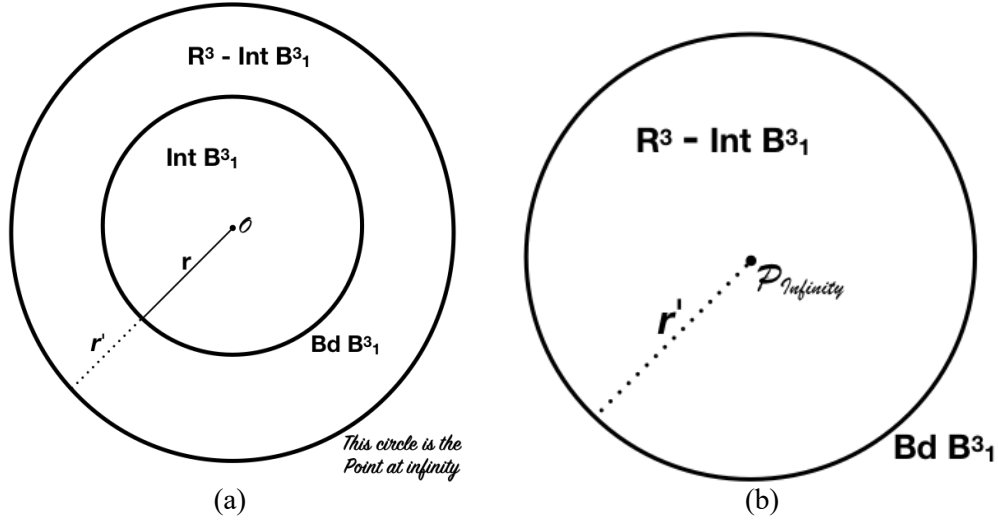 R³ - Int B³₁
Int B³₁
O
r
r'
Bd B³₁
This circle is the
Point at infinity
(a)
R³ - Int B³₁
P Infinity
r'
Bd B³₁
(b)